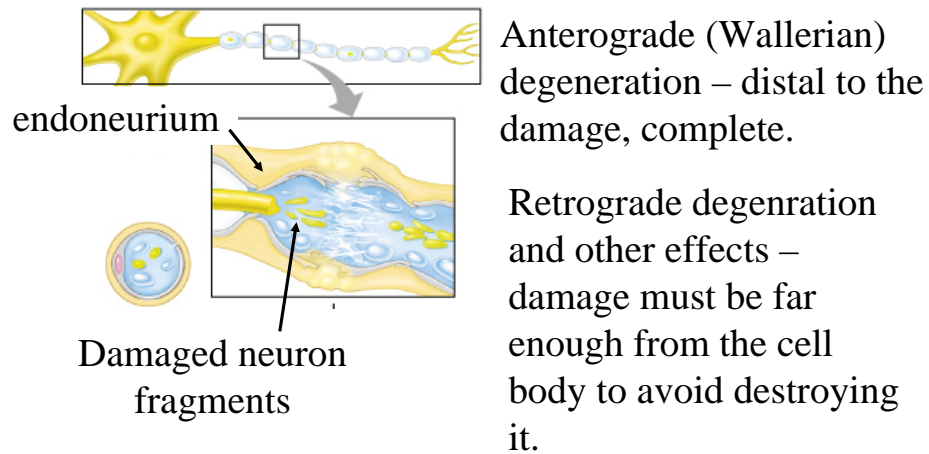 endoneurium
Damaged neuron
fragments
Anterograde (Wallerian)
degeneration – distal to the
damage, complete.
Retrograde degenration
and other effects –
damage must be far
enough from the cell
body to avoid destroying
it.